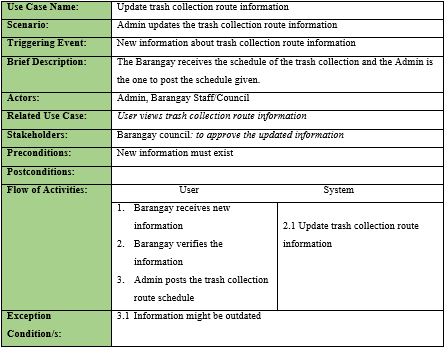 Use Case Name: Update trash collection route information
Scenario: Admin updates the trash collection route information
Triggering Event: New information about trash collection route information
Brief Description: The Barangay receives the schedule of the trash collection and the Admin is
the one to post the schedule given.
Actors: Admin, Barangay Staff/Council
Related Use Case: User views trash collection route information
Stakeholders: Barangay council: to approve the updated information
Preconditions: New information must exist
Postconditions:
Flow of Activities: User System
1. Barangay receives new
information
2. Barangay verifies the
information
3. Admin posts the trash collection
route schedule
2.1 Update trash collection route
information
Exception
Condition/s:
3.1 Information might be outdated